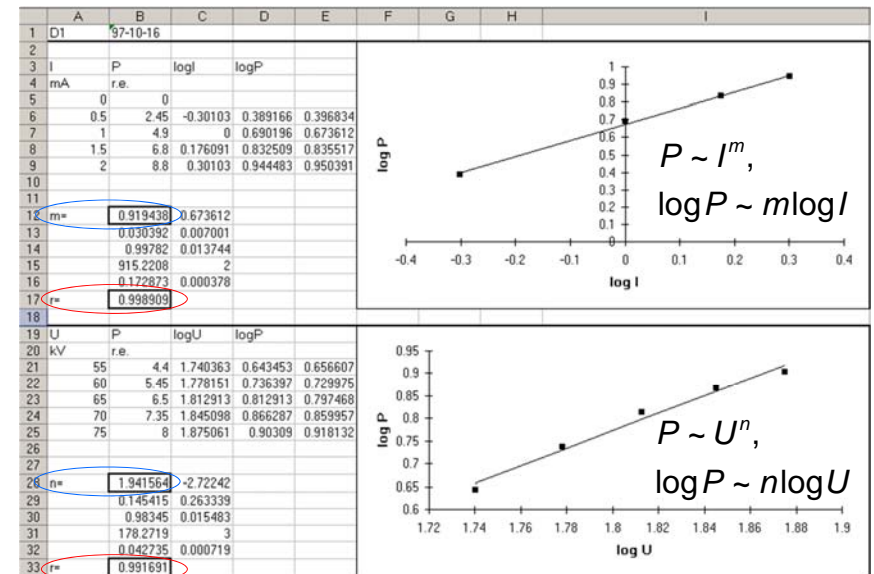 A B C D E F G H I
1 D1 97-10-16
2
3 I P logI logP
4 mA r.e.
5 0 0
6 0.5 2.45 -0.30103 0.389166 0.396834
7 1 4.9 0 0.690196 0.673612
8 1.5 6.8 0.176091 0.832509 0.835517
9 2 8.8 0.30103 0.944483 0.950391
10
11
12 m= 0.919438 0.673612
13 0.030392 0.007001
14 0.99782 0.013744
15 915.2208 2
16 0.172873 0.000378
17 r= 0.998909
18
1
0.9
0.8
0.7
0.6
0.5
0.4
0.3
0.2
0.1
0
log P
P ~ I^m,
logP ~ mlogI
-0.4 -0.3 -0.2 -0.1 0 0.1 0.2 0.3 0.4
log I
19 U P logU logP
20 kV r.e.
21 55 4.4 1.740363 0.643453 0.656607
22 60 5.45 1.778151 0.736397 0.729975
23 65 6.5 1.812913 0.812913 0.797468
24 70 7.35 1.845098 0.866287 0.859957
25 75 8 1.875061 0.90309 0.918132
26
27
28 n= 1.941564 -2.72242
29 0.145415 0.263339
30 0.98345 0.015483
31 178.2719 3
32 0.042735 0.000719
33 r= 0.991691
0.95
0.9
0.85
0.8
0.75
0.7
0.65
0.6
log P
P ~ U^n,
logP ~ nlogU
1.72 1.74 1.76 1.78 1.8 1.82 1.84 1.86 1.88 1.9
log U